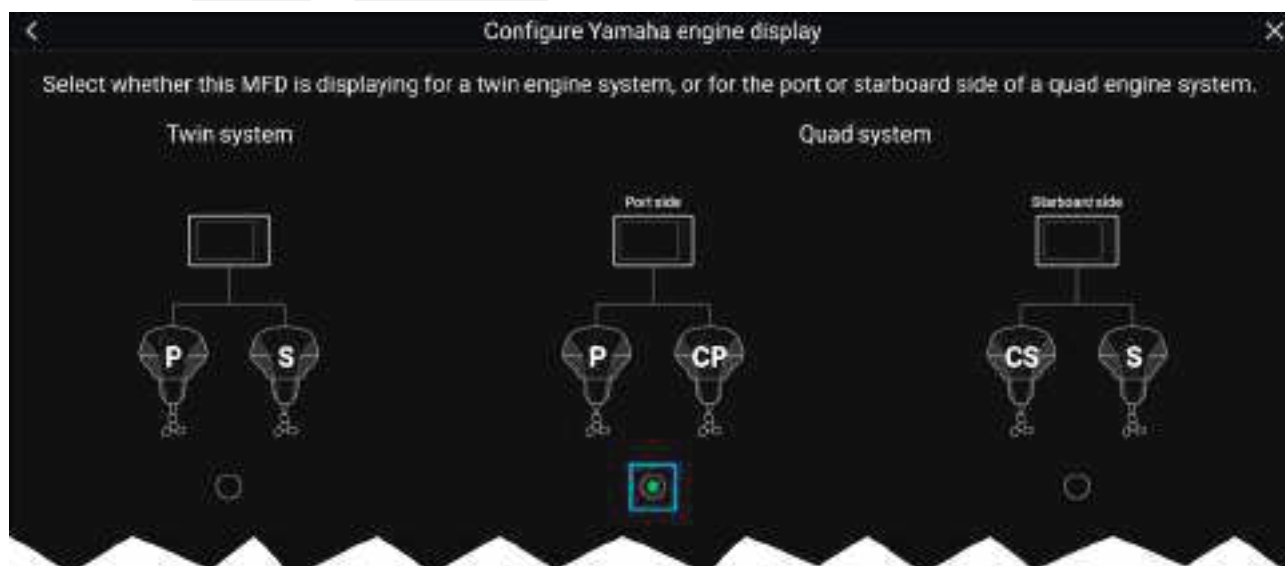 Configure Yamaha engine display
Select whether this MFD is displaying for a twin engine system, or for the port or starboard side of a quad engine system.
Twin system
Quad system
Port side
Starboard side
P
S
P
CP
CS
S